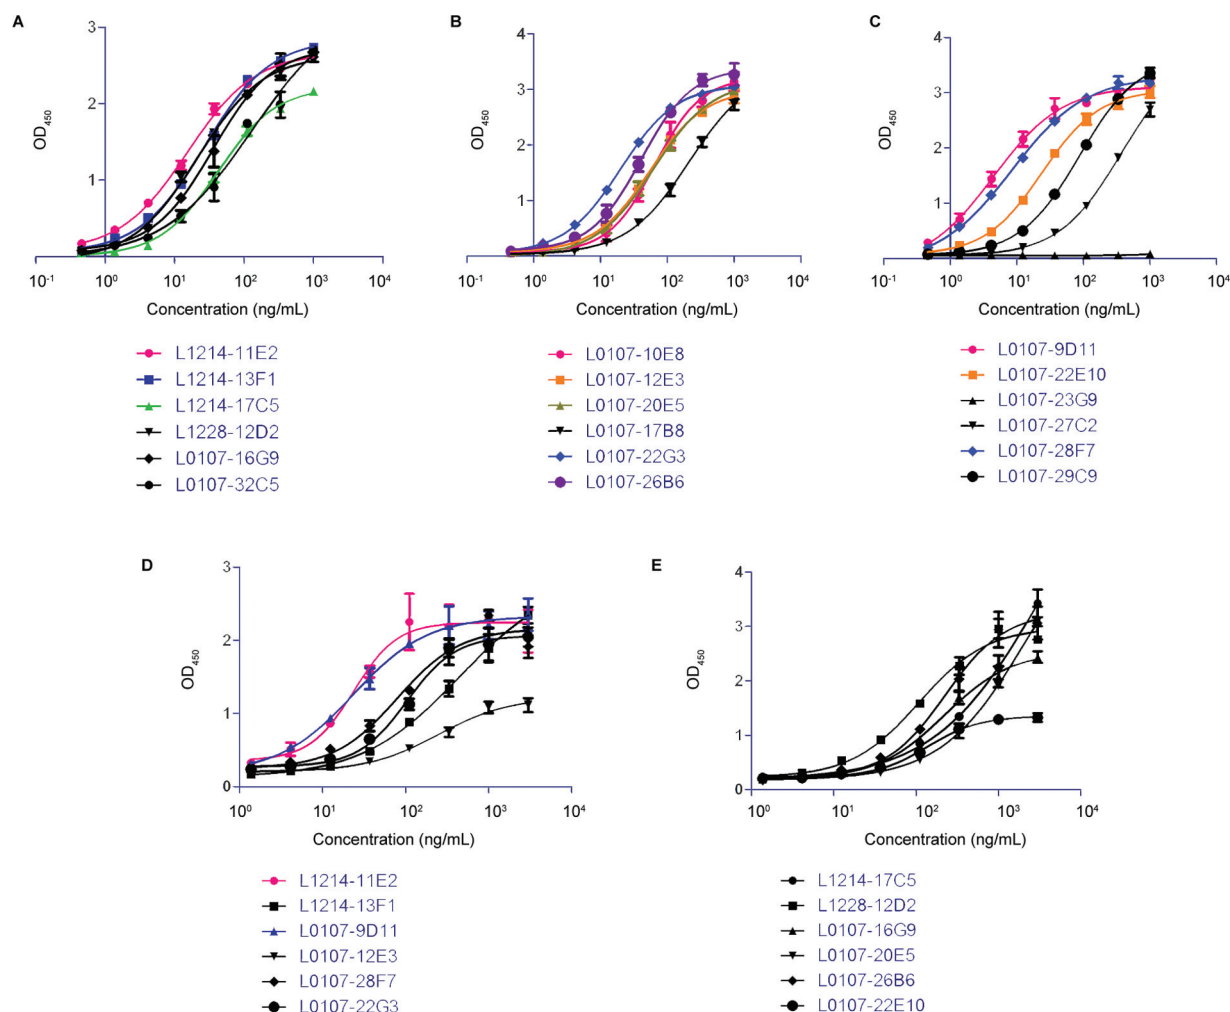 A
B
C
3
2
1
OD450
10-1
100
101
102
103
104
Concentration (ng/mL)
4
3
2
1
OD450
10-1
100
101
102
103
104
Concentration (ng/mL)
4
3
2
1
OD450
10-1
100
101
102
103
104
Concentration (ng/mL)
L1214-11E2
L1214-13F1
L1214-17C5
L1228-12D2
L0107-16G9
L0107-32C5
L0107-10E8
L0107-12E3
L0107-20E5
L0107-17B8
L0107-22G3
L0107-26B6
L0107-9D11
L0107-22E10
L0107-23G9
L0107-27C2
L0107-28F7
L0107-29C9
D
E
3
2
1
0
OD450
100
101
102
103
104
Concentration (ng/mL)
4
3
2
1
0
OD450
100
101
102
103
104
Concentration (ng/mL)
L1214-11E2
L1214-13F1
L0107-9D11
L0107-12E3
L0107-28F7
L0107-22G3
L1214-17C5
L1228-12D2
L0107-16G9
L0107-20E5
L0107-26B6
L0107-22E10